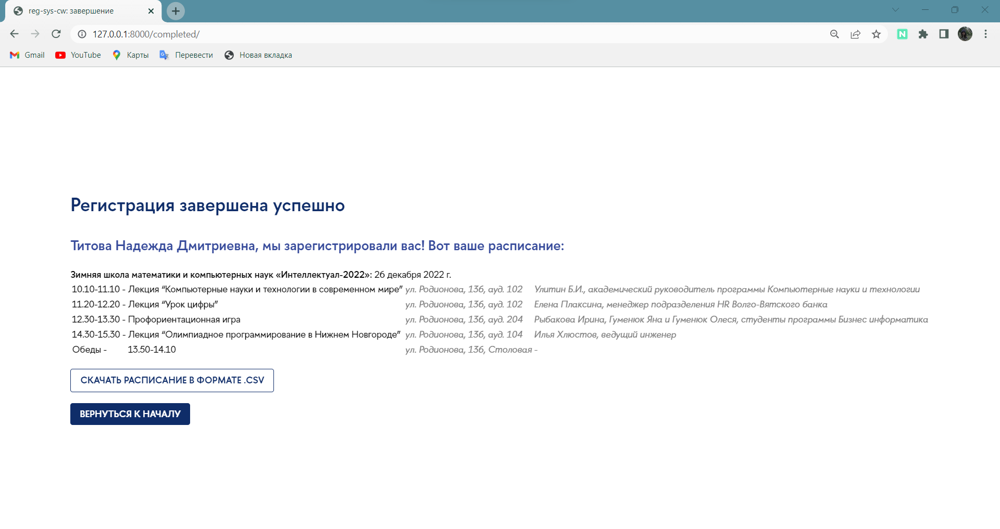 reg-sys-cw: завершение
127.0.0.1:8000/completed/
Gmail YouTube Карты Перевести Новая вкладка
Регистрация завершена успешно
Титова Надежда Дмитриевна, мы зарегистрировали вас! Вот ваше расписание:
Зимняя школа математики и компьютерных наук «Интеллектуал-2022»: 26 декабря 2022 г.
10.10-11.10 - Лекция “Компьютерные науки и технологии в современном мире” ул. Родионова, 136, ауд. 102 Улитин Б.И., академический руководитель программы Компьютерные науки и технологии
11.20-12.20 - Лекция “Урок цифры” ул. Родионова, 136, ауд. 102 Елена Плаксина, менеджер подразделения HR Волго-Вятского банка
12.30-13.30 - Профориентационная игра ул. Родионова, 136, ауд. 204 Рыбакова Ирина, Гуменюк Яна и Гуменюк Олеся, студенты программы Бизнес информатика
14.30-15.30 - Лекция “Олимпиадное программирование в Нижнем Новгороде” ул. Родионова, 136, ауд. 104 Илья Хлюстов, ведущий инженер
Обеды - 13.50-14.10 ул. Родионова, 136, Столовая -
СКАЧАТЬ РАСПИСАНИЕ В ФОРМАТЕ .CSV
ВЕРНУТЬСЯ К НАЧАЛУ